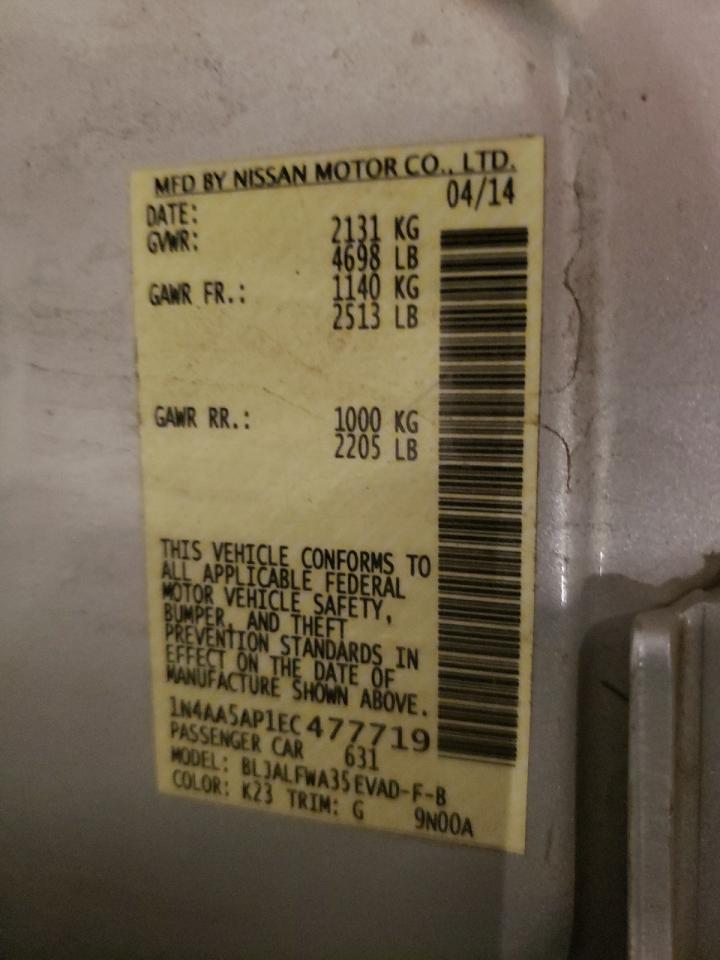 MFD BY NISSAN MOTOR CO., LTD.
DATE: 04/14
GVWR: 2131 KG
4698 LB
GAWR FR.: 1140 KG
2513 LB
GAWR RR.: 1000 KG
2205 LB
THIS VEHICLE CONFORMS TO
ALL APPLICABLE FEDERAL
MOTOR VEHICLE SAFETY,
BUMPER, AND THEFT
PREVENTION STANDARDS IN
EFFECT ON THE DATE OF
MANUFACTURE SHOWN ABOVE.
1N4AA5AP1EC477719
PASSENGER CAR 631
MODEL: BLJALFWA35EVAD-F-B
COLOR: K23 TRIM: G 9N00A